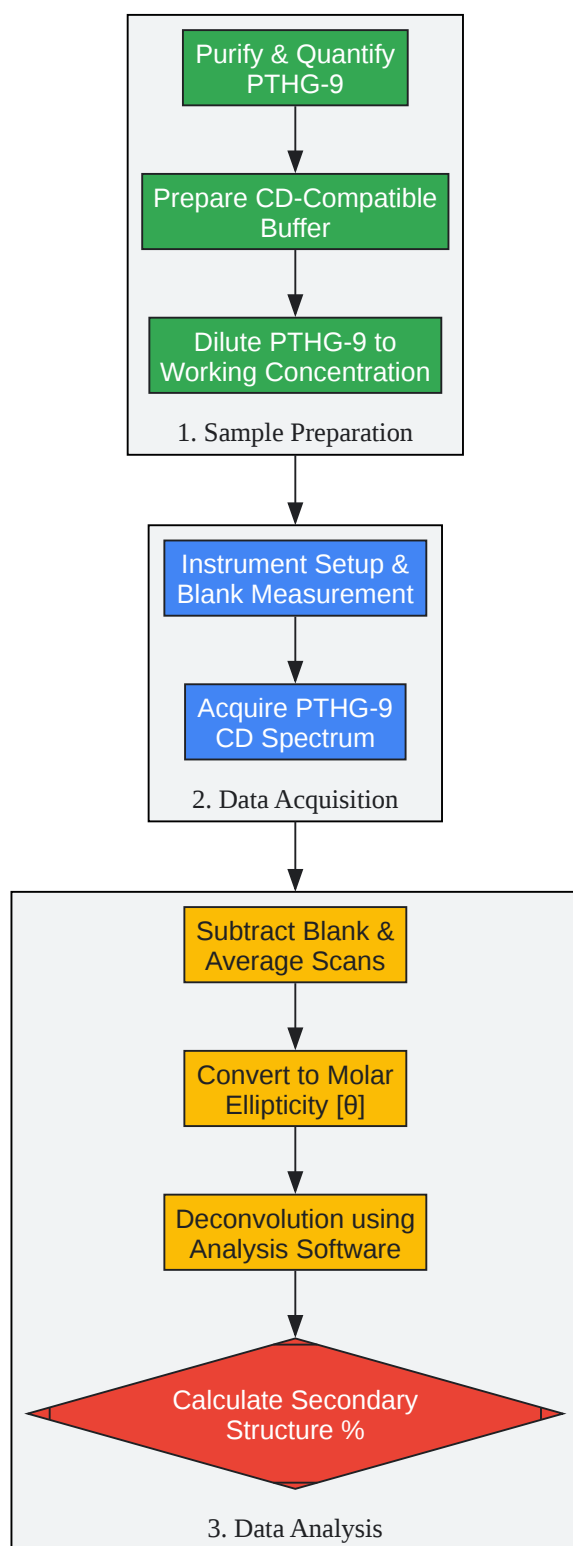 Purify & Quantify
PTHG-9
Prepare CD-Compatible
Buffer
Dilute PTHG-9 to
Working Concentration
1. Sample Preparation
Instrument Setup &
Blank Measurement
Acquire PTHG-9
CD Spectrum
2. Data Acquisition
Subtract Blank &
Average Scans
Convert to Molar
Ellipticity [θ]
Deconvolution using
Analysis Software
Calculate Secondary
Structure %
3. Data Analysis